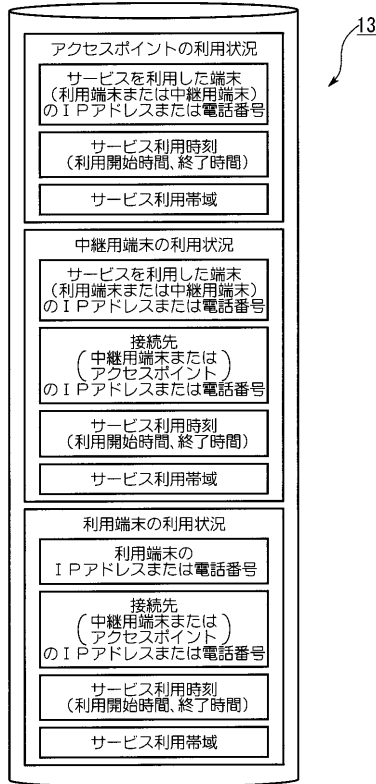 13
アクセスポイントの利用状況
サービスを利用した端末
(利用端末または中継用端末)
のIPアドレスまたは電話番号
サービス利用時刻
(利用開始時間、終了時間)
サービス利用帯域
中継用端末の利用状況
サービスを利用した端末
(利用端末または中継用端末)
のIPアドレスまたは電話番号
接続先
(中継用端末または
アクセスポイント)
のIPアドレスまたは電話番号
サービス利用時刻
(利用開始時間、終了時間)
サービス利用帯域
利用端末の利用状況
利用端末の
IPアドレスまたは電話番号
接続先
(中継用端末または
アクセスポイント)
のIPアドレスまたは電話番号
サービス利用時刻
(利用開始時間、終了時間)
サービス利用帯域